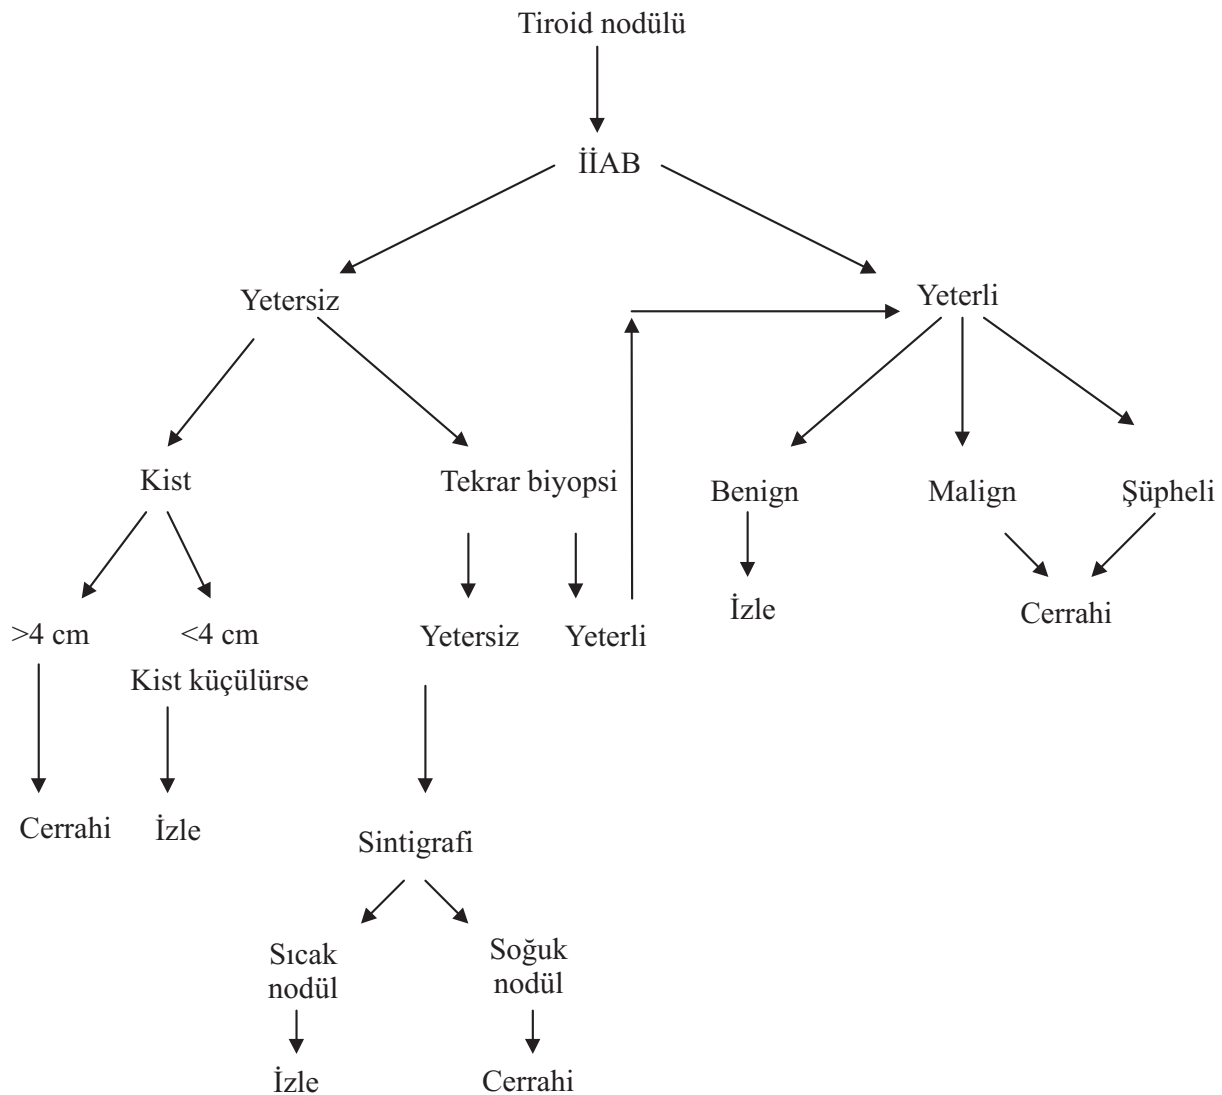 Tiroid nodülü
İİAB
Yetersiz
Yeterli
Kist
Tekrar biyopsi
Benign
Malign
Şüpheli
>4 cm
<4 cm
Kist küçülürse
Yetersiz
Yeterli
İzle
Cerrahi
Cerrahi
İzle
Sintigrafi
Sıcak
nodül
Soğuk
nodül
İzle
Cerrahi